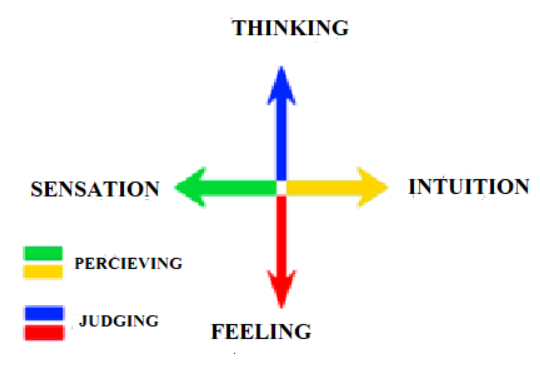 THINKING
SENSATION
INTUITION
PERCIEVING
JUDGING
FEELING